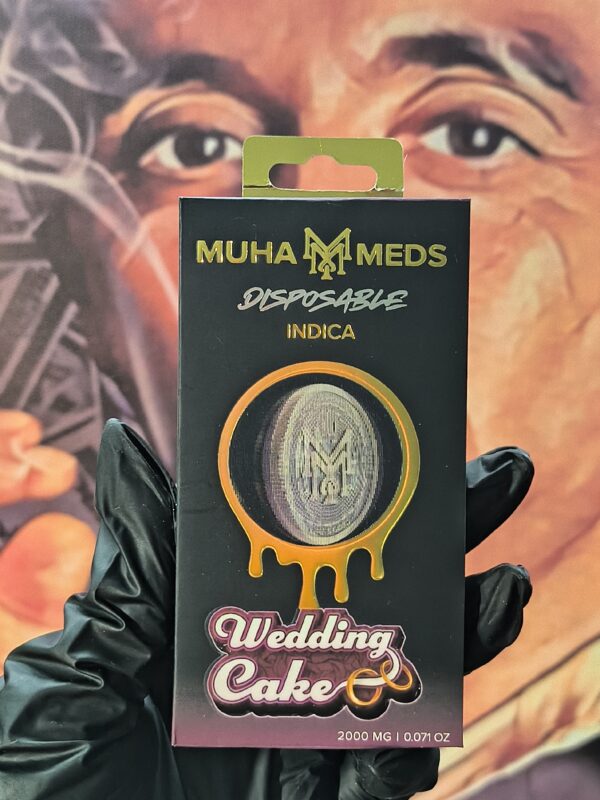 MUHA MEDS
DISPOSABLE
INDICA
M
Wedding
Cake
2000 MG | 0.071 OZ